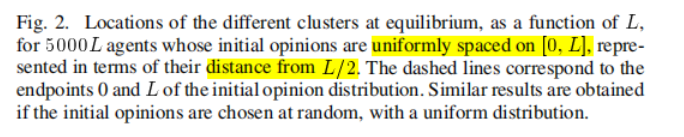 Fig. 2. Locations of the different clusters at equilibrium, as a function of L,
for 5000L agents whose initial opinions are uniformly spaced on [0, L], repre-
sented in terms of their distance from L/2. The dashed lines correspond to the
endpoints 0 and L of the initial opinion distribution. Similar results are obtained
if the initial opinions are chosen at random, with a uniform distribution.